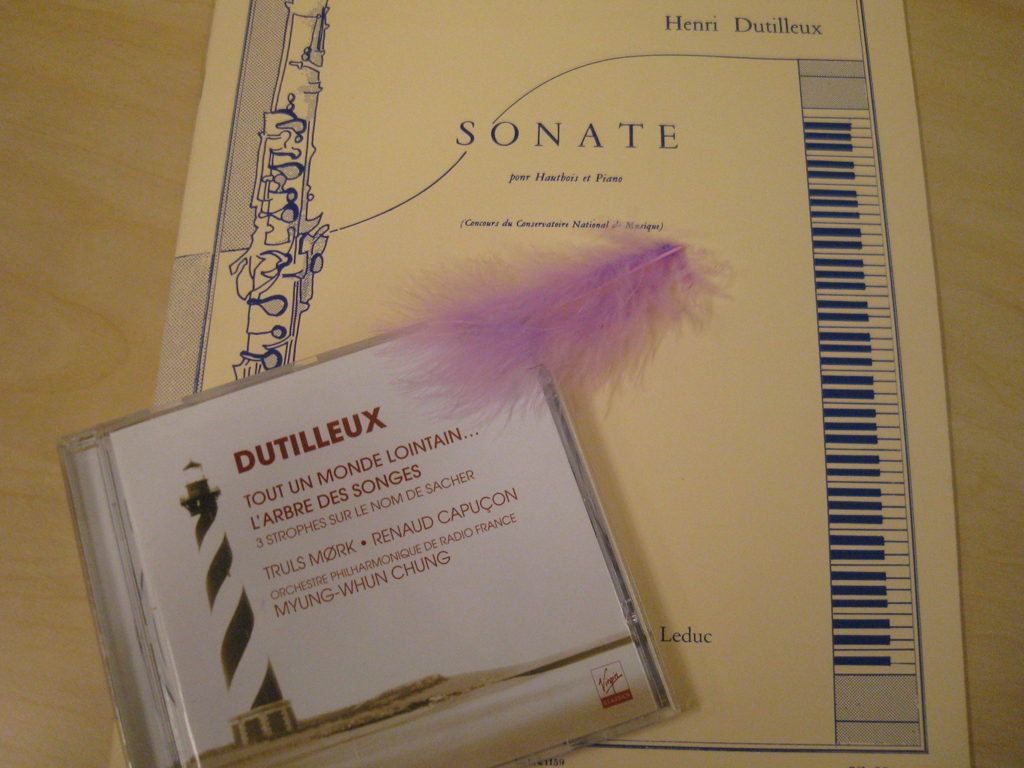 Henri Dutilleux
SONATE
pour Hautbois et Piano
(Concours du Conservatoire National de Musique)
DUTILLEUX
TOUT UN MONDE LOINTAIN...
L'ARBRE DES SONGES
3 STROPHES SUR LE NOM DE SACHER
TRULS MØRK • RENAUD CAPUÇON
ORCHESTRE PHILHARMONIQUE DE RADIO FRANCE
MYUNG-WHUN CHUNG
Virgin
CLASSICS
Leduc